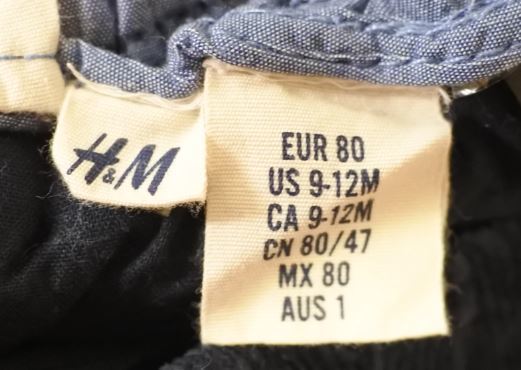 H&M
EUR 80
US 9-12M
CA 9-12M
CN 80/47
MX 80
AUS 1